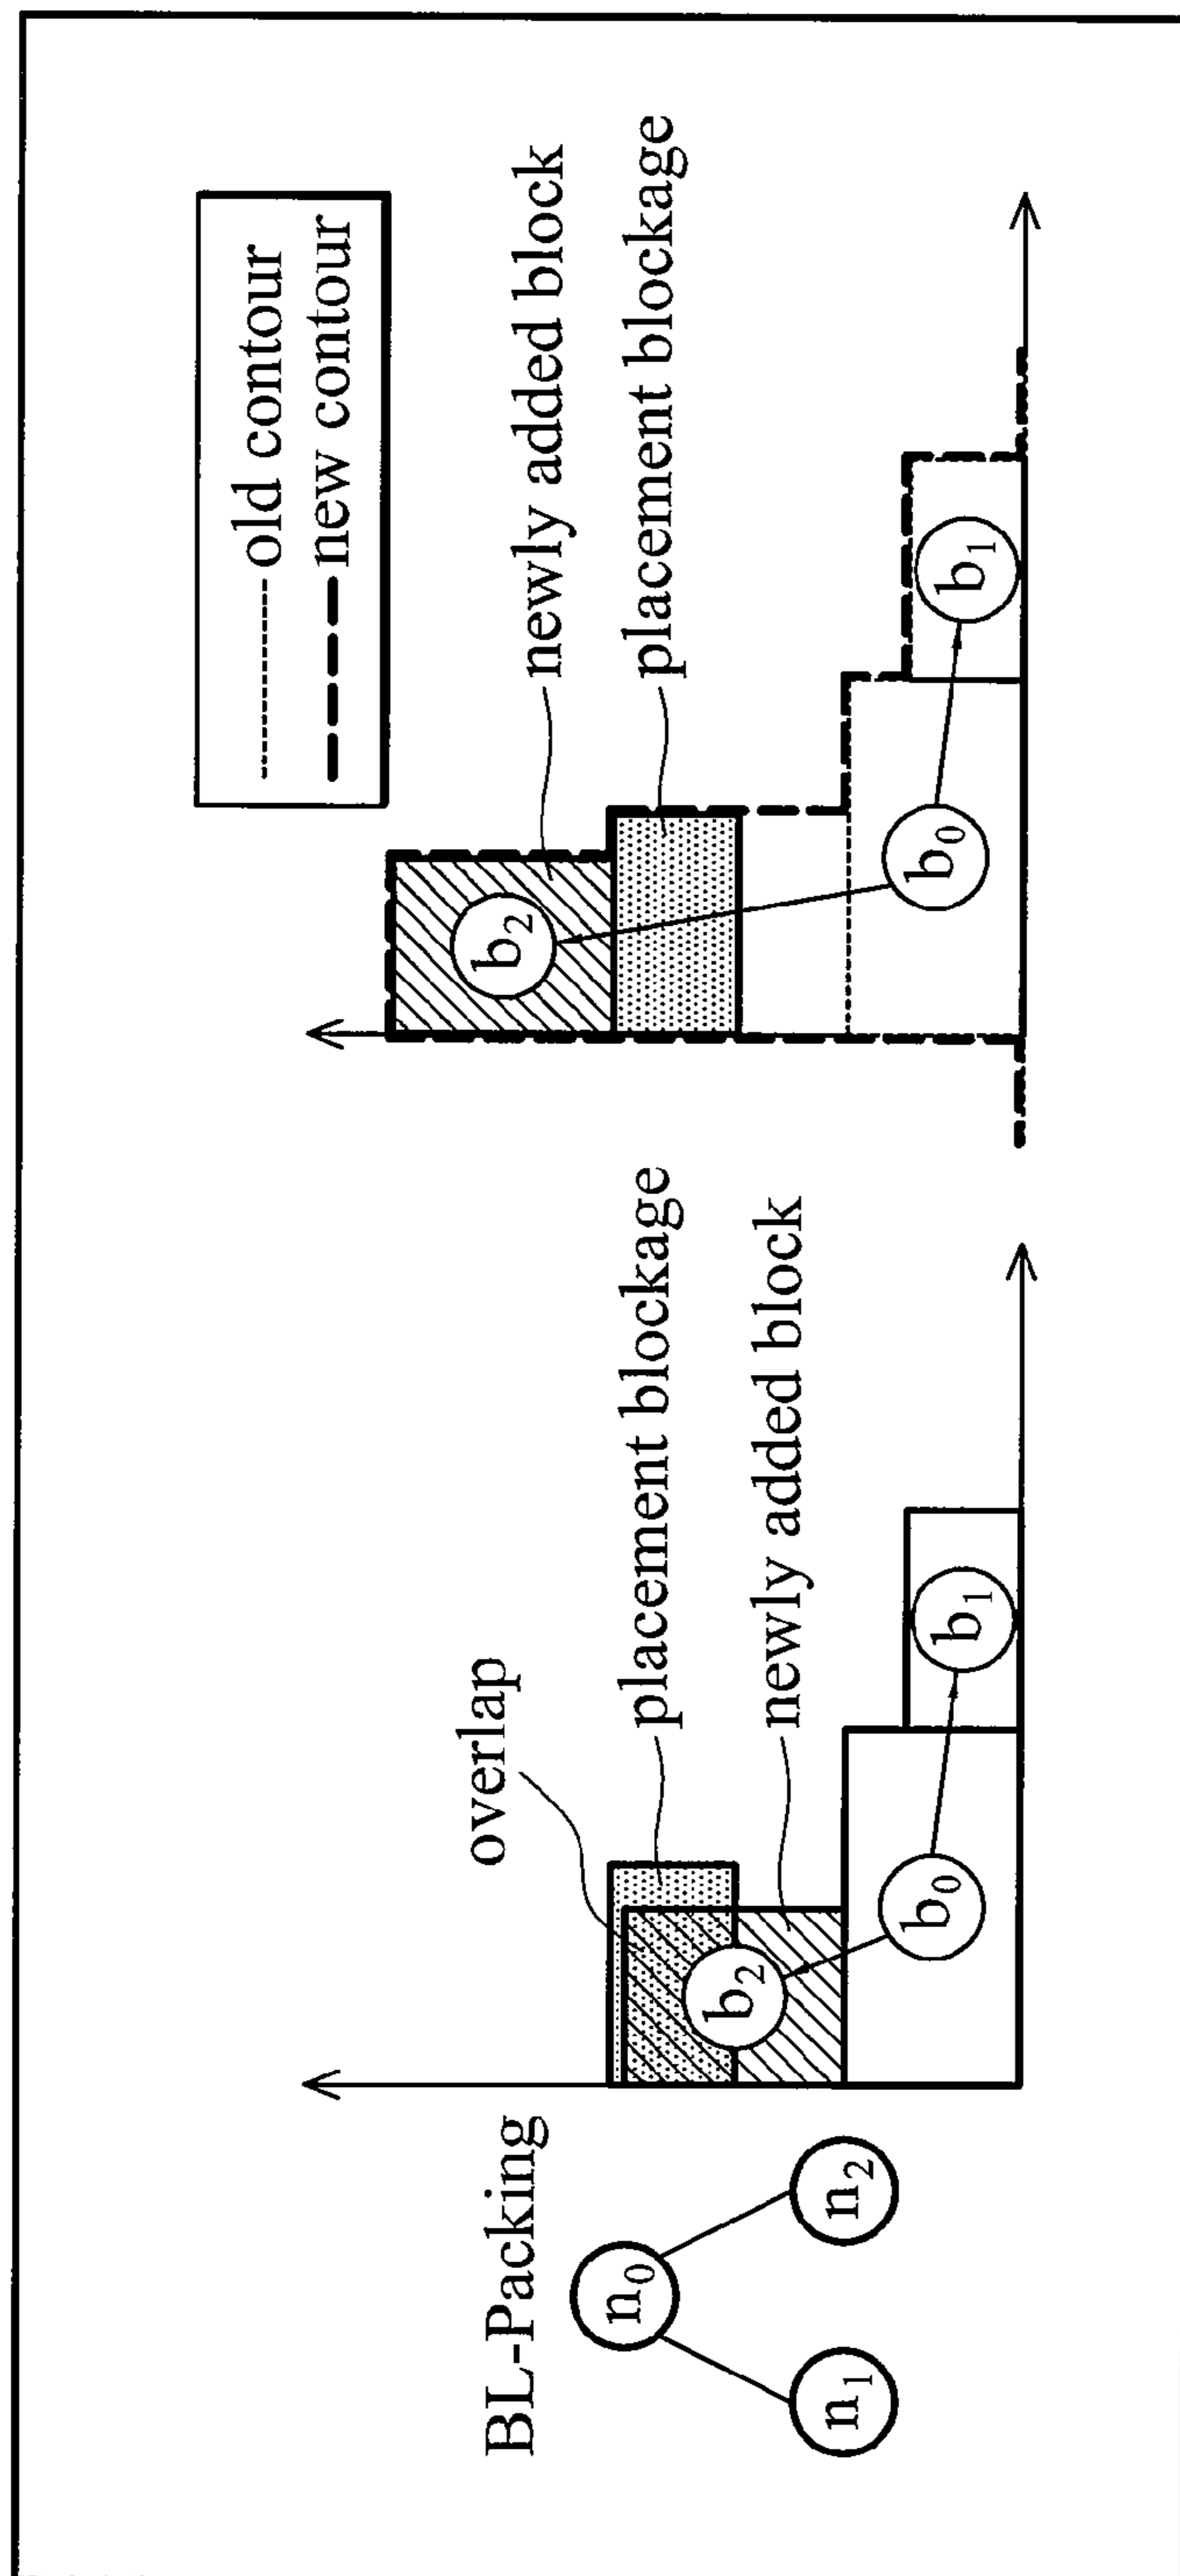 BL-Packing
n0
n1
n2
overlap
placement blockage
newly added block
b2
b0
b1
old contour
new contour
newly added block
placement blockage
b2
b0
b1